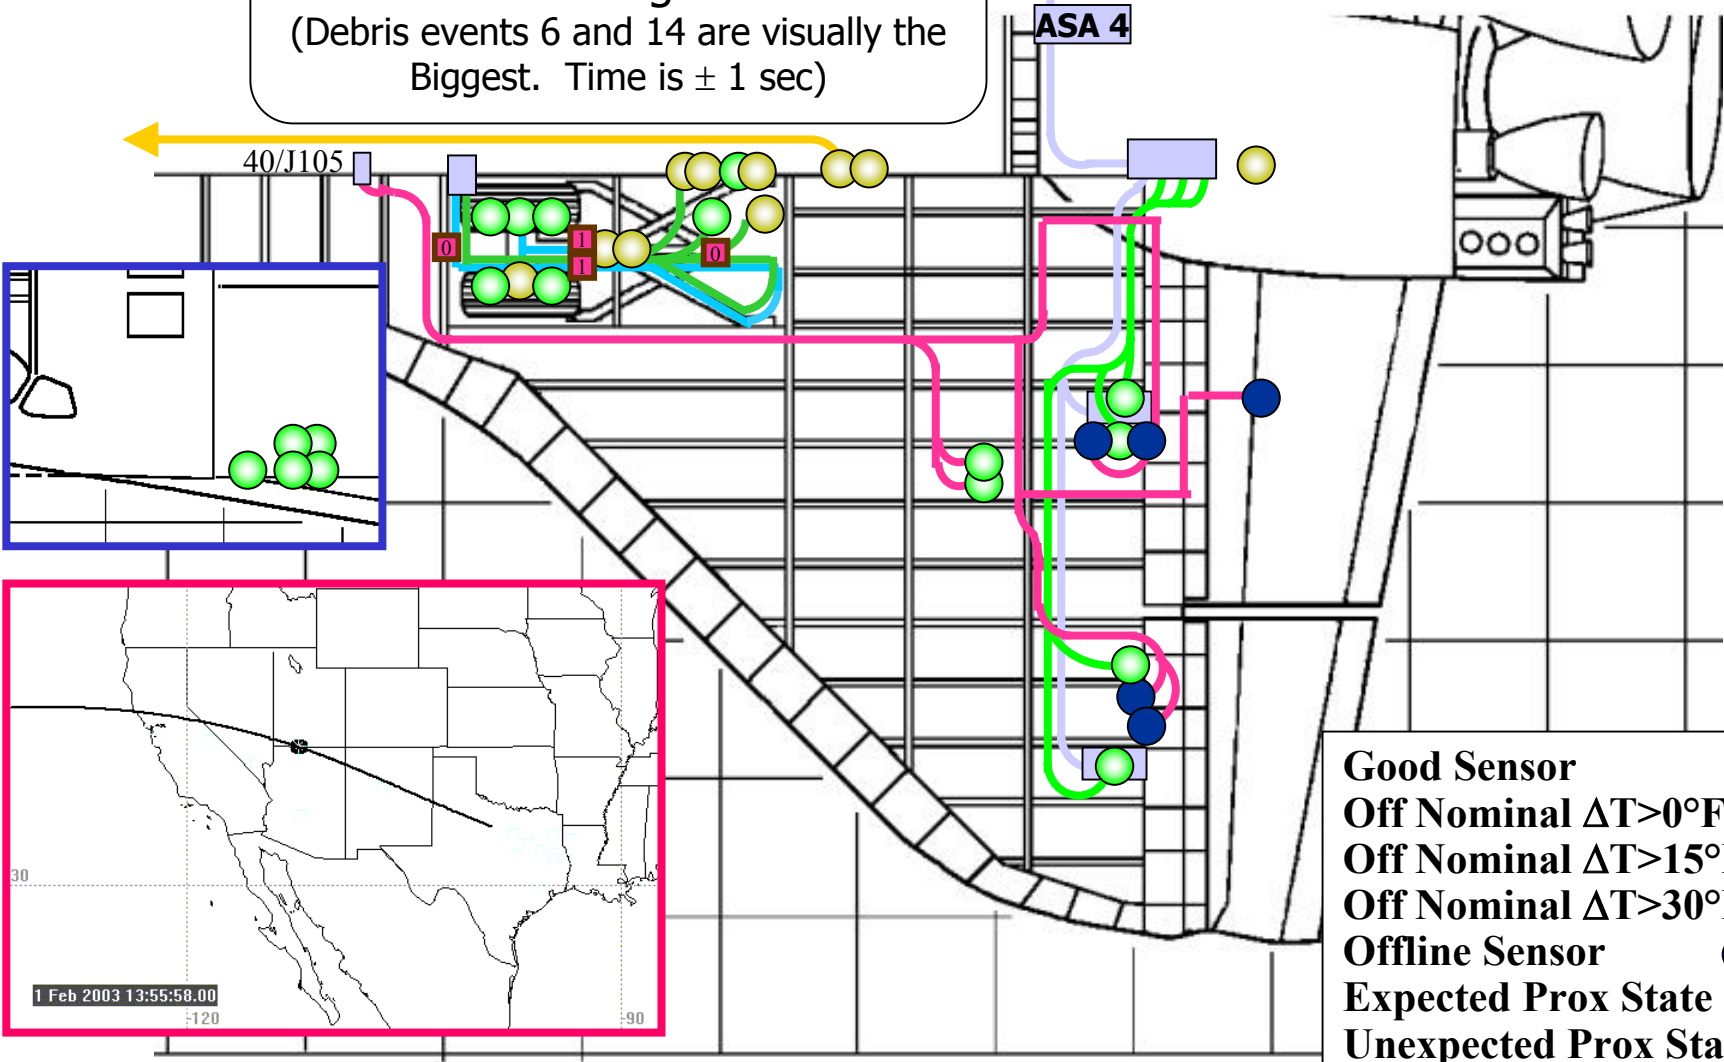 (Debris events 6 and 14 are visually the
Biggest. Time is ± 1 sec)
ASA 4
40/J105
0
1
1
0
30
1 Feb 2003 13:55:58.00
-120
-90
Good Sensor
Off Nominal ΔT>0°F
Off Nominal ΔT>15°
Off Nominal ΔT>30°
Offline Sensor
Expected Prox State
Unexpected Prox Sta